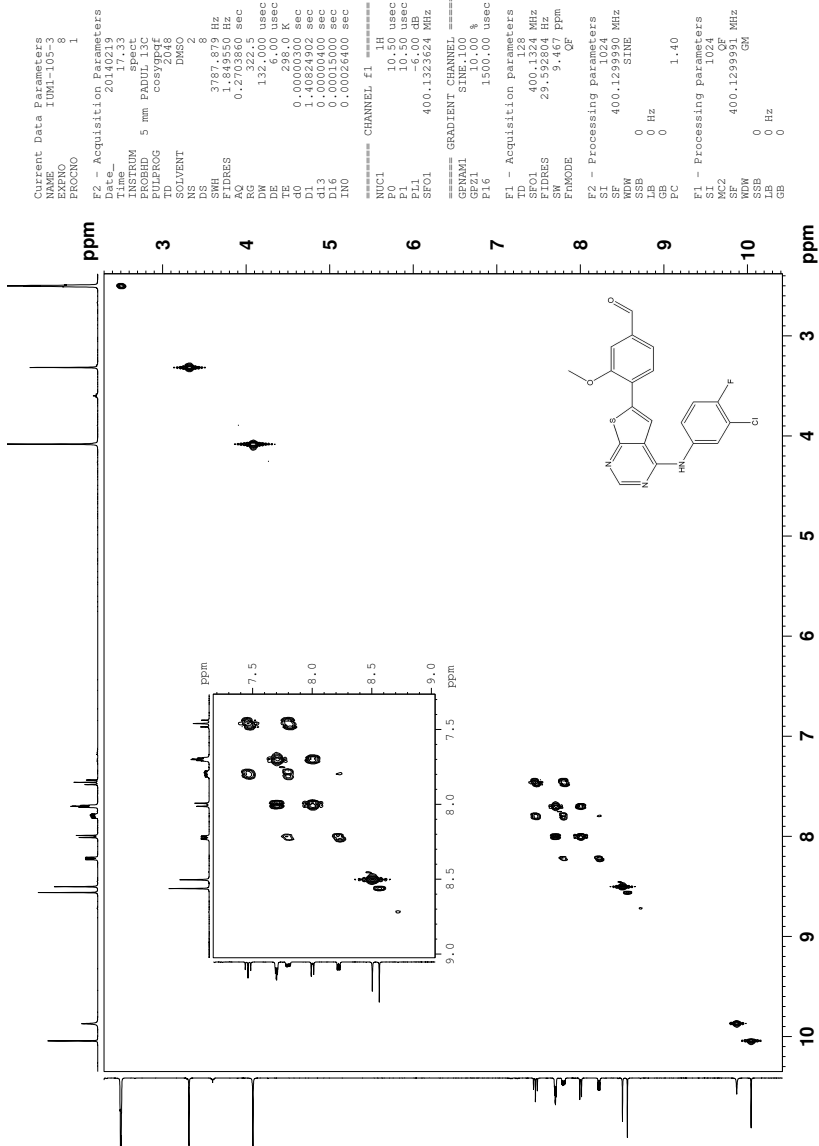 Current Data Parameters
NAME IUM1-105-3
EXPNO 8
PROCNO 1
F2 - Acquisition Parameters
Date_ 20140219
Time 17.33
INSTRUM spect
PROBHD 5 mm PADUL 13C
PULPROG cosygpqf
TD 2048
SOLVENT DMSO
NS 2
DS 8
SWH 3787.879 Hz
FIDRES 1.849550 Hz
AQ 0.2703860 sec
RG 322.5
DW 132.000 usec
DE 6.00 usec
TE 298.0 K
d0 0.00000300 sec
D1 1.40824902 sec
d13 0.00000400 sec
D16 0.00015000 sec
IN0 0.00026400 sec
======== CHANNEL f1 ========
NUC1 1H
P0 10.50 usec
P1 10.50 usec
PL1 -6.00 dB
SFO1 400.1323624 MHz
====== GRADIENT CHANNEL =====
GPNAM1 SINE.100
GPZ1 10.00 %
P16 1500.00 usec
F1 - Acquisition parameters
TD 128
SFO1 400.1324 MHz
FIDRES 29.592804 Hz
SW 9.467 ppm
FnMODE QF
F2 - Processing parameters
SI 1024
SF 400.1299990 MHz
WDW SINE
SSB 0
LB 0 Hz
GB 0
PC 1.40
F1 - Processing parameters
SI 1024
MC2 QF
SF 400.1299991 MHz
WDW GM
SSB 0
LB 0 Hz
GB 0
ppm
3
4
5
6
7
8
9
10
ppm
3
4
5
6
7
8
9
10
ppm
7.5
8.0
8.5
9.0
ppm
7.5
8.0
8.5
9.0
O
O
S
N
N
HN
F
Cl